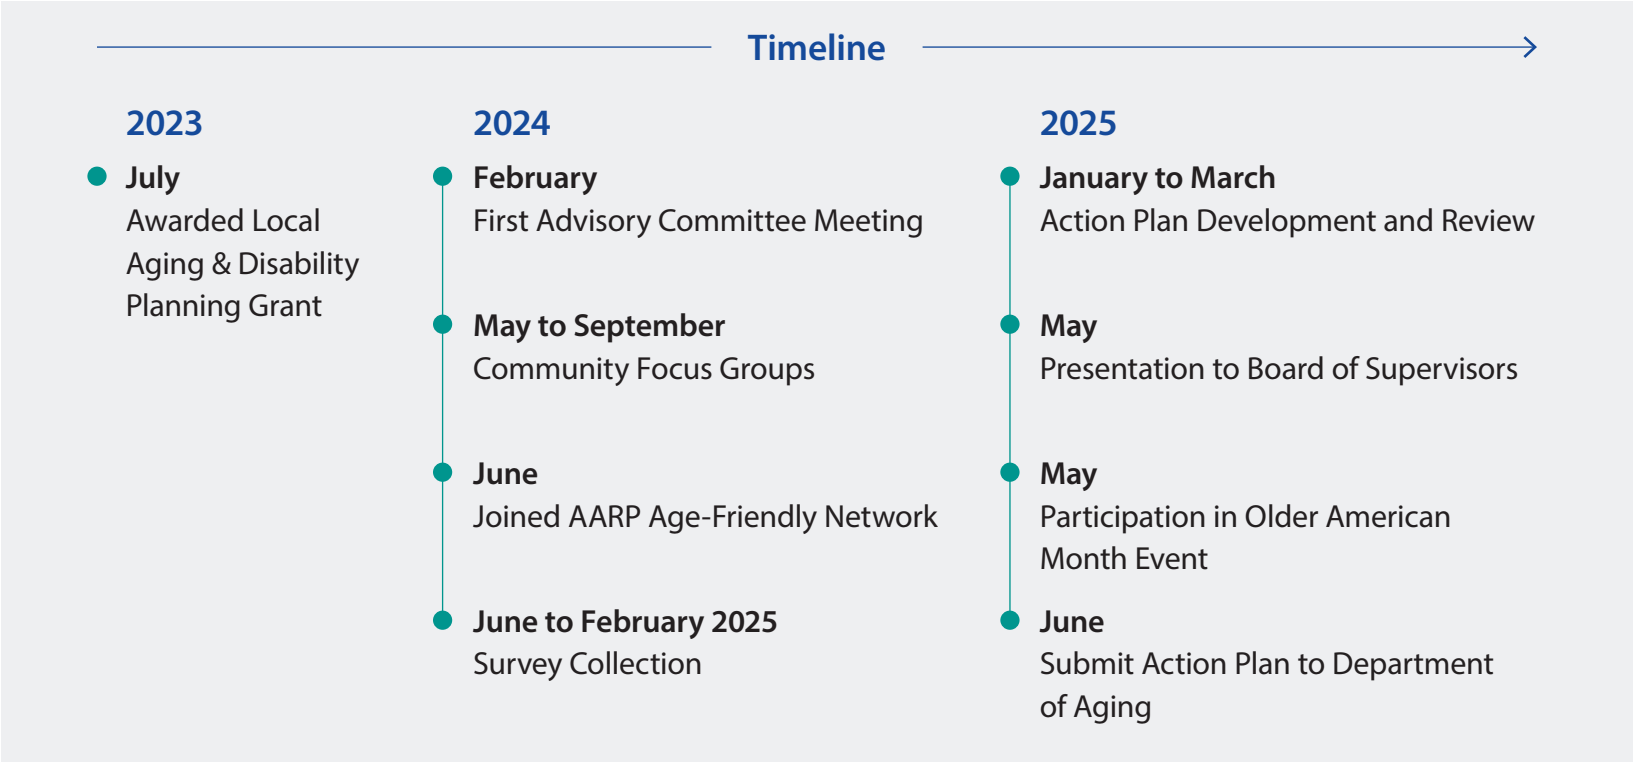 Timeline
2023
July
Awarded Local
Aging & Disability
Planning Grant
2024
February
First Advisory Committee Meeting
May to September
Community Focus Groups
June
Joined AARP Age-Friendly Network
June to February 2025
Survey Collection
2025
January to March
Action Plan Development and Review
May
Presentation to Board of Supervisors
May
Participation in Older American
Month Event
June
Submit Action Plan to Department
of Aging